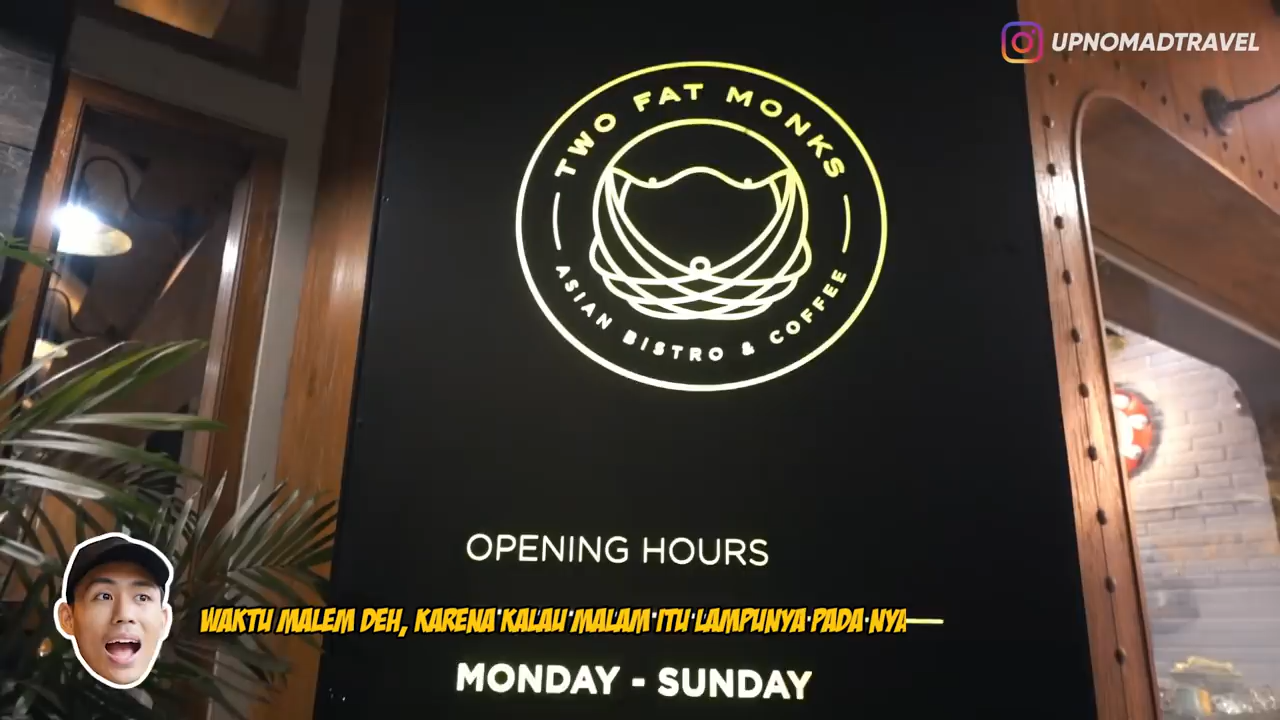 UPNOMADTRAVEL
TWO FAT MONKS
ASIAN BISTRO & COFFEE
OPENING HOURS
WAKTU MALEM DEH, KARENA KALAU MALAM ITU LAMPUNYA PADA NYA
MONDAY - SUNDAY